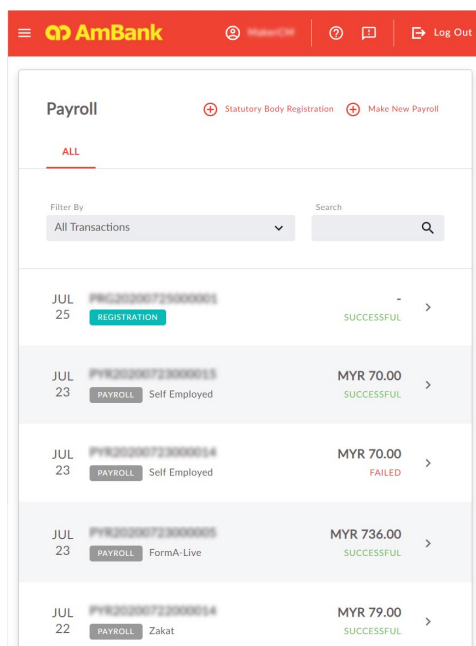 AmBank
Log Out
Payroll
Statutory Body Registration
Make New Payroll
ALL
Filter By
All Transactions
Search
JUL
25
REGISTRATION
-
SUCCESSFUL
JUL
23
PAYROLL Self Employed
MYR 70.00
SUCCESSFUL
JUL
23
PAYROLL Self Employed
MYR 70.00
FAILED
JUL
23
PAYROLL FormA-Live
MYR 736.00
SUCCESSFUL
JUL
22
PAYROLL Zakat
MYR 79.00
SUCCESSFUL